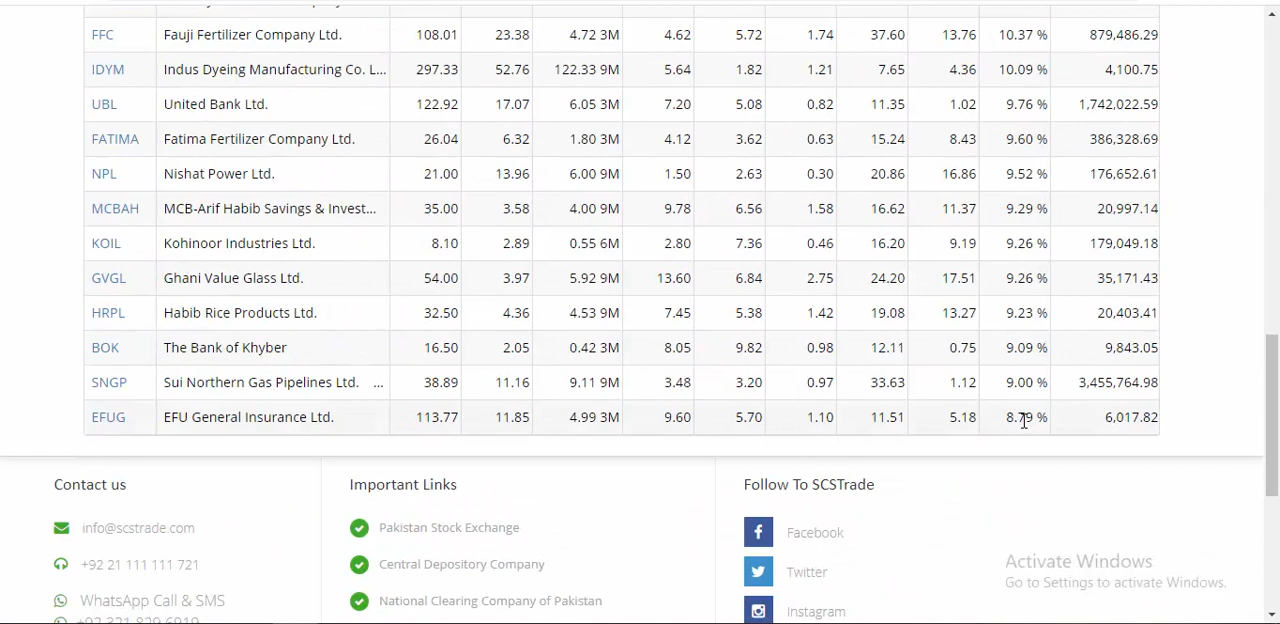 FFC Fauji Fertilizer Company Ltd. 108.01 23.38 4.72 3M 4.62 5.72 1.74 37.60 13.76 10.37 % 879,486.29
IDYM Indus Dyeing Manufacturing Co. L... 297.33 52.76 122.33 9M 5.64 1.82 1.21 7.65 4.36 10.09 % 4,100.75
UBL United Bank Ltd. 122.92 17.07 6.05 3M 7.20 5.08 0.82 11.35 1.02 9.76 % 1,742,022.59
FATIMA Fatima Fertilizer Company Ltd. 26.04 6.32 1.80 3M 4.12 3.62 0.63 15.24 8.43 9.60 % 386,328.69
NPL Nishat Power Ltd. 21.00 13.96 6.00 9M 1.50 2.63 0.30 20.86 16.86 9.52 % 176,652.61
MCBAH MCB-Arif Habib Savings & Invest... 35.00 3.58 4.00 9M 9.78 6.56 1.58 16.62 11.37 9.29 % 20,997.14
KOIL Kohinoor Industries Ltd. 8.10 2.89 0.55 6M 2.80 7.36 0.46 16.20 9.19 9.26 % 179,049.18
GVGL Ghani Value Glass Ltd. 54.00 3.97 5.92 9M 13.60 6.84 2.75 24.20 17.51 9.26 % 35,171.43
HRPL Habib Rice Products Ltd. 32.50 4.36 4.53 9M 7.45 5.38 1.42 19.08 13.27 9.23 % 20,403.41
BOK The Bank of Khyber 16.50 2.05 0.42 3M 8.05 9.82 0.98 12.11 0.75 9.09 % 9,843.05
SNGP Sui Northern Gas Pipelines Ltd. ... 38.89 11.16 9.11 9M 3.48 3.20 0.97 33.63 1.12 9.00 % 3,455,764.98
EFUG EFU General Insurance Ltd. 113.77 11.85 4.99 3M 9.60 5.70 1.10 11.51 5.18 8.79 % 6,017.82
Contact us
info@scstrade.com
+92 21 111 111 721
WhatsApp Call & SMS
+92 321 829 6919
Important Links
Pakistan Stock Exchange
Central Depository Company
National Clearing Company of Pakistan
Follow To SCSTrade
Facebook
Twitter
Instagram
Activate Windows
Go to Settings to activate Windows.